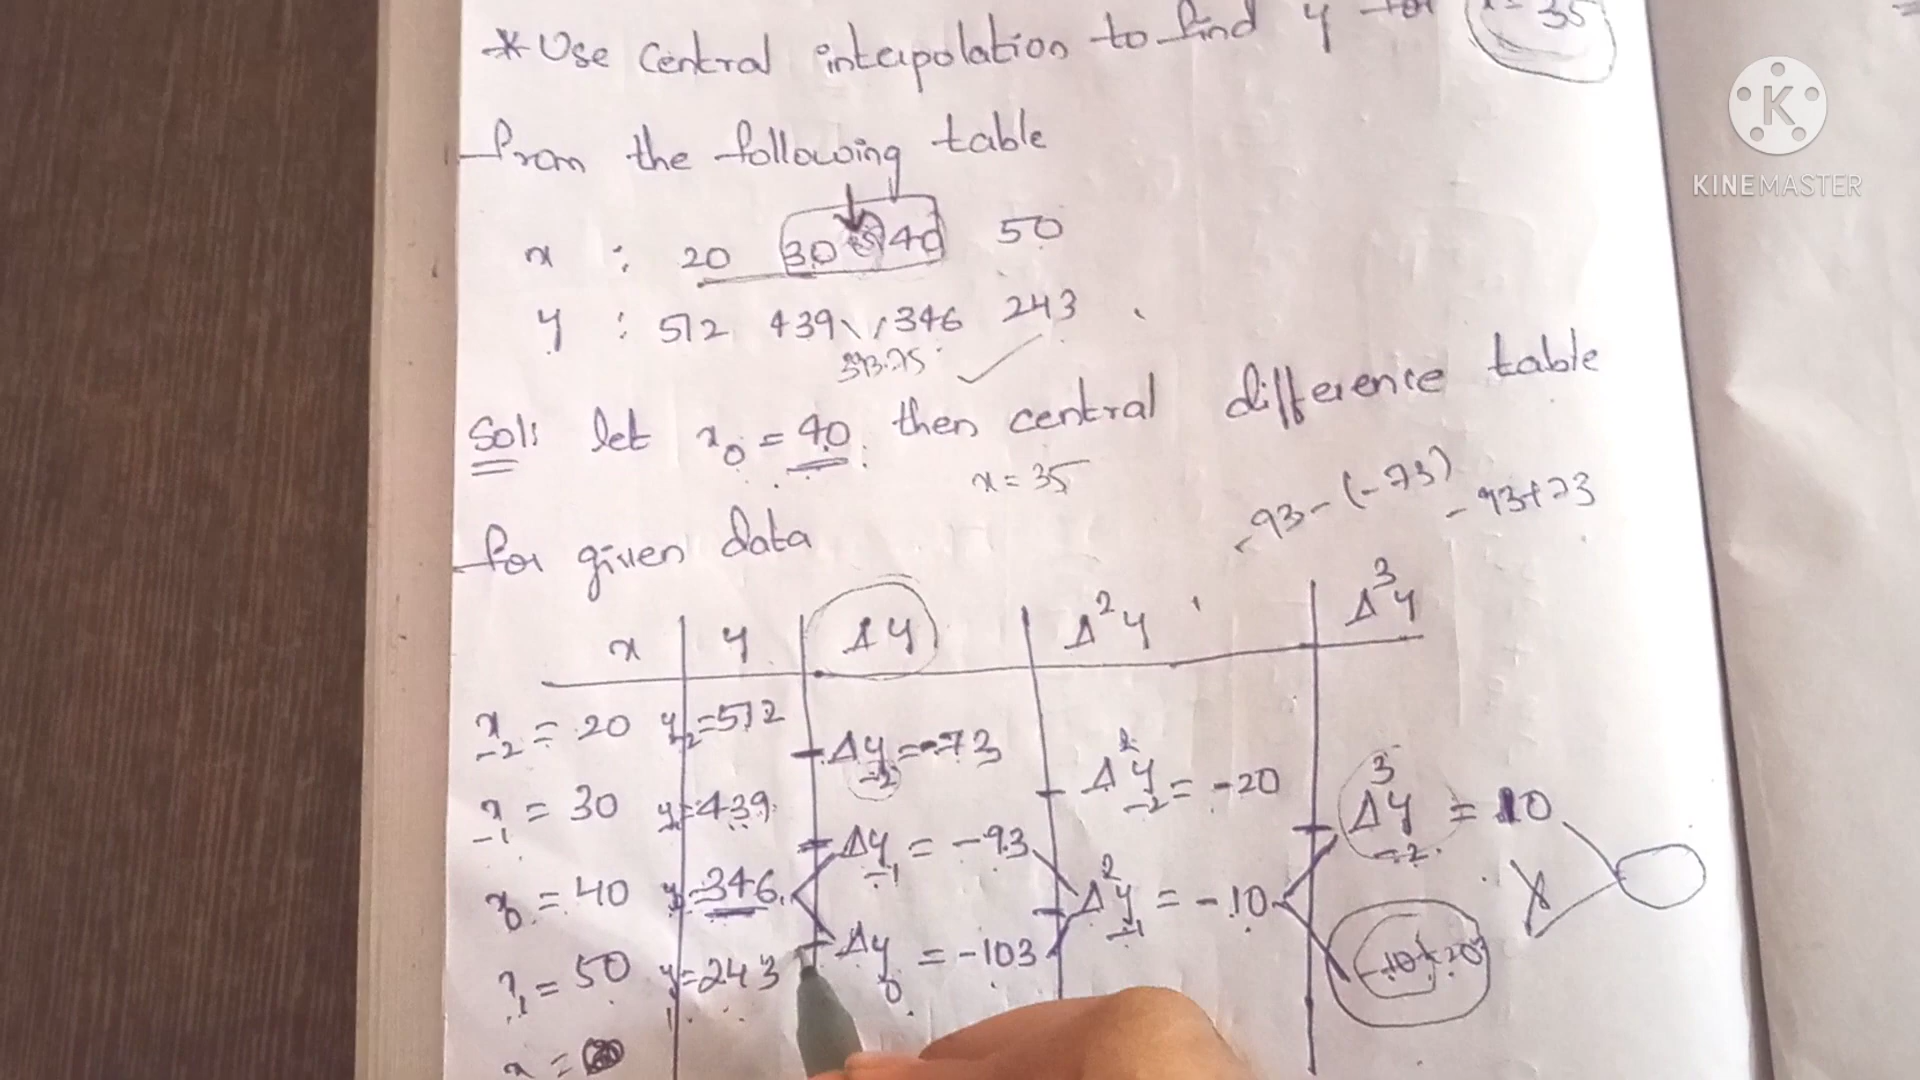 * Use Central interpolation to find y for x = 35
KINEMASTER
from the following table
x : 20 30 40 50
y : 512 439 346 243
393.75
Sol: let x₀ = 40. then central difference table
x = 35
-93-(-73)
-93+73
for given data
x y Δy Δ²y Δ³y
x₋₂ = 20 y₋₂ = 512
Δy₋₂ = -73
Δ²y₋₂ = -20
x₋₁ = 30 y = 439
Δ³y₋₂ = 10
Δy₋₁ = -93
x₀ = 40 y = 346
Δ²y₋₁ = -10
Δy₀ = -103
-10+20
x₁ = 50 y₁ = 243
x =